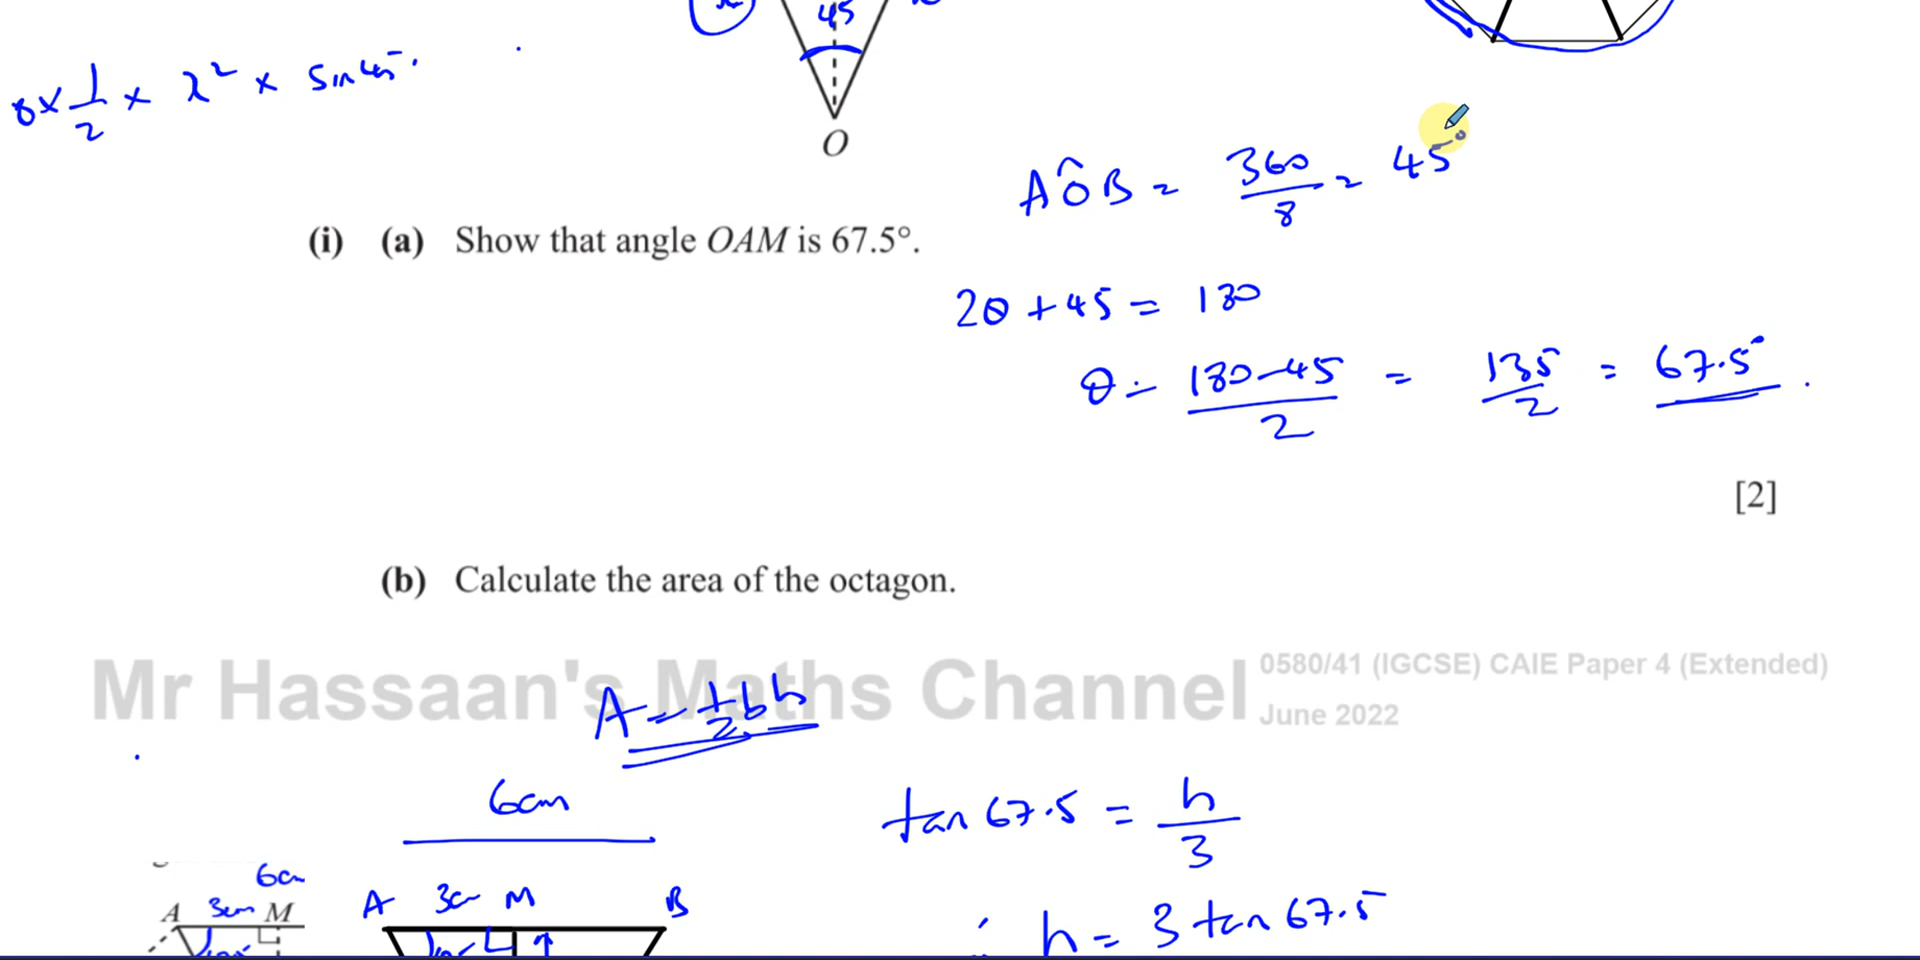 45
8 × 1/2 × x² × sin 45°
O
AÔB = 360/8 = 45°
(i) (a) Show that angle OAM is 67.5°.
2θ + 45 = 180
θ = 180-45/2 = 135/2 = 67.5°
[2]
(b) Calculate the area of the octagon.
Mr Hassaan's Maths Channel
0580/41 (IGCSE) CAIE Paper 4 (Extended)
June 2022
A = 1/2 b h
6cm
tan 67.5 = h/3
6cm
A 3cm M
A 3cm M B
h = 3 tan 67.5